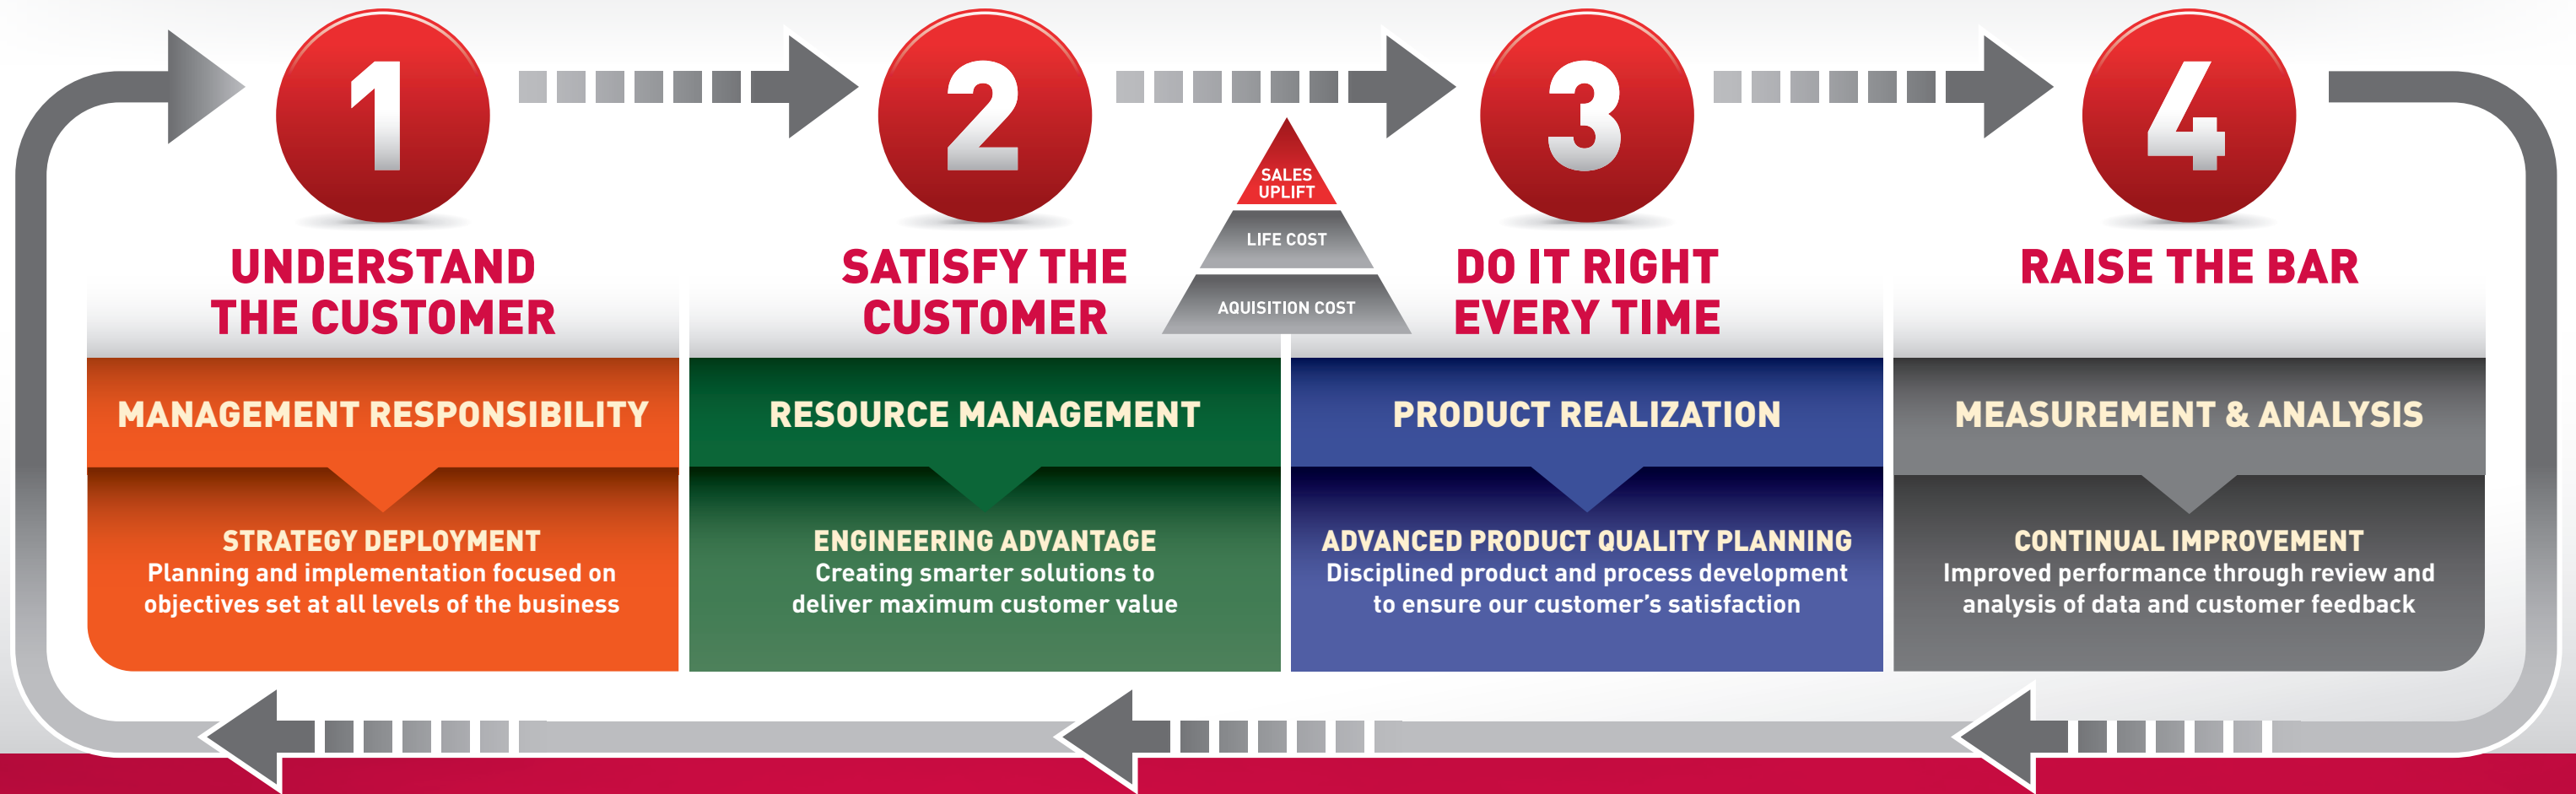 1
UNDERSTAND
THE CUSTOMER
MANAGEMENT RESPONSIBILITY
STRATEGY DEPLOYMENT
Planning and implementation focused on
objectives set at all levels of the business
2
SATISFY THE
CUSTOMER
RESOURCE MANAGEMENT
ENGINEERING ADVANTAGE
Creating smarter solutions to
deliver maximum customer value
SALES
UPLIFT
LIFE COST
AQUISITION COST
3
DO IT RIGHT
EVERY TIME
PRODUCT REALIZATION
ADVANCED PRODUCT QUALITY PLANNING
Disciplined product and process development
to ensure our customer’s satisfaction
4
RAISE THE BAR
MEASUREMENT & ANALYSIS
CONTINUAL IMPROVEMENT
Improved performance through review and
analysis of data and customer feedback